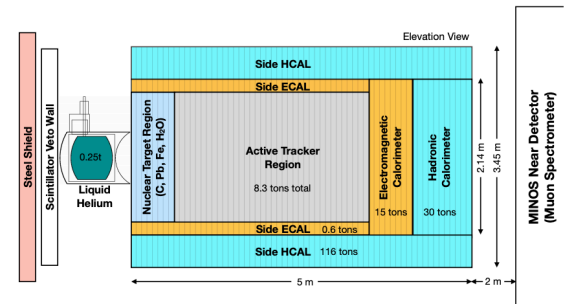 Elevation View
Side HCAL
Side ECAL
Steel Shield
Scintillator Veto Wall
0.25t
Liquid
Helium
Nuclear Target Region
(C, Pb, Fe, H₂O)
Active Tracker
Region
8.3 tons total
Electromagnetic
Calorimeter
15 tons
Hadronic
Calorimeter
30 tons
2.14 m
3.45 m
MINOS Near Detector
(Muon Spectrometer)
Side ECAL 0.6 tons
Side HCAL 116 tons
5 m
2 m